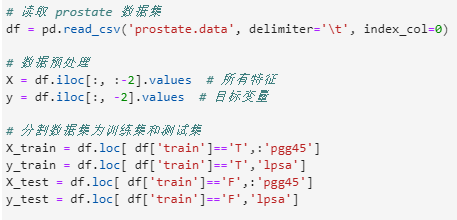 # 读取 prostate 数据集
df = pd.read_csv('prostate.data', delimiter='\t', index_col=0)
# 数据预处理
X = df.iloc[:, :-2].values  # 所有特征
y = df.iloc[:, -2].values  # 目标变量
# 分割数据集为训练集和测试集
X_train = df.loc[ df['train']=='T',:'pgg45']
y_train = df.loc[ df['train']=='T','lpsa']
X_test = df.loc[ df['train']=='F',:'pgg45']
y_test = df.loc[ df['train']=='F','lpsa']